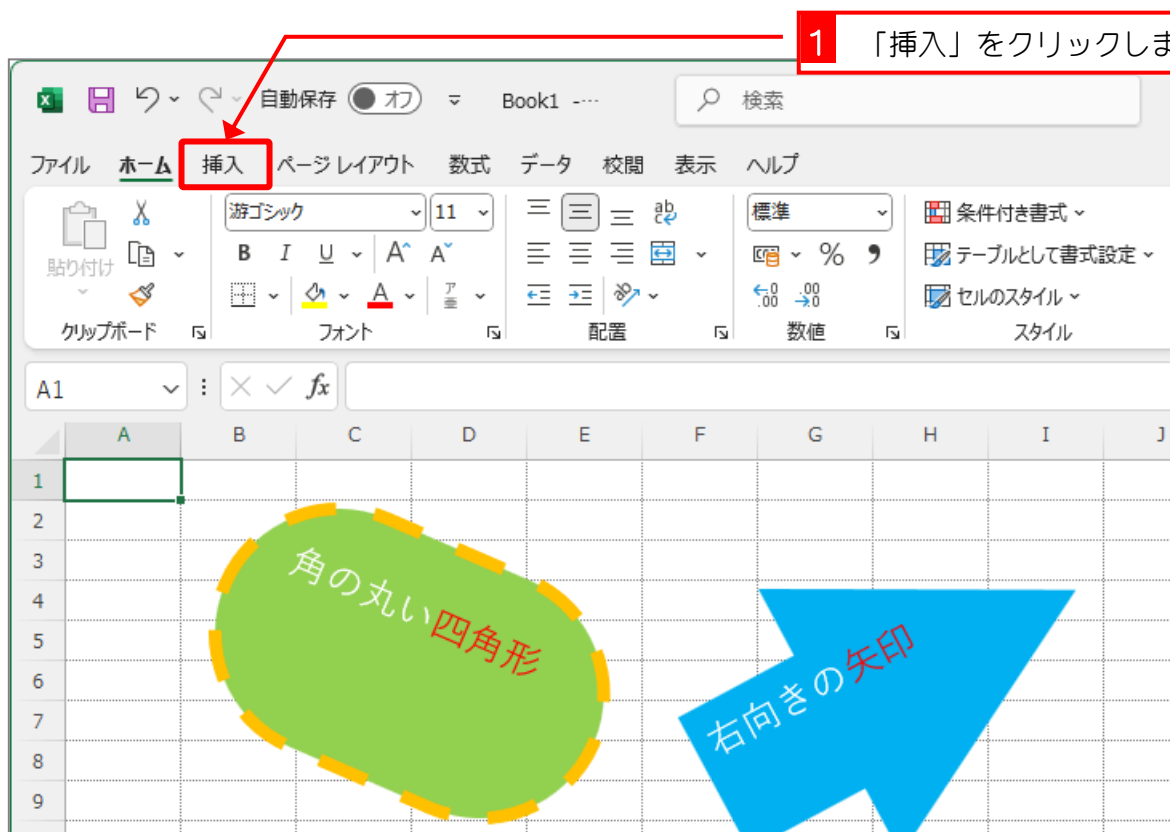 1 「挿入」をクリックしま
自動保存 オフ Book1 -… 検索
ファイル ホーム 挿入 ページ レイアウト 数式 データ 校閲 表示 ヘルプ
游ゴシック 11 標準 条件付き書式
貼り付け B I U A A % テーブルとして書式設定
A ア 亜 セルのスタイル
クリップボード フォント 配置 数値 スタイル
A1 fx
A B C D E F G H I J
1
2
3
4
5
6
7
8
9
角の丸い四角形
右向きの矢印